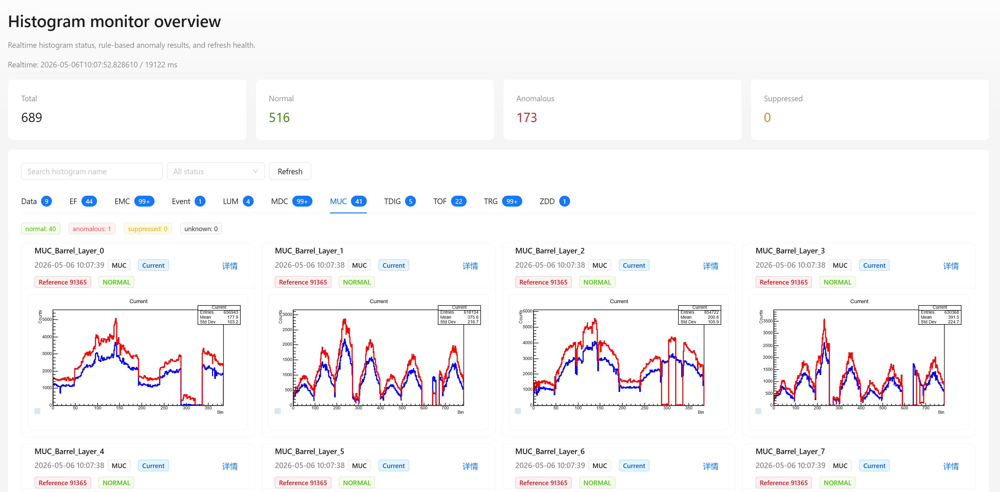 Histogram monitor overview
Realtime histogram status, rule-based anomaly results, and refresh health.
Realtime: 2026-05-06T10:07:52.828610 / 19122 ms
Total
689
Normal
516
Anomalous
173
Suppressed
0
Search histogram name
All status
Refresh
Data 9 EF 44 EMC 99+ Event 1 LUM 4 MDC 99+ MUC 41 TDIG 5 TOF 22 TRG 99+ ZDD 1
normal: 40 anomalous: 1 suppressed: 0 unknown: 0
MUC_Barrel_Layer_0
2026-05-06 10:07:39 MUC Current 详情
Reference 91365 NORMAL
Current
Current
Entries 656943
Mean 177.9
Std Dev 103.2
Counts
5000
4000
3000
2000
1000
0
0 50 100 150 200 250 300 350
Bin
MUC_Barrel_Layer_1
2026-05-06 10:07:38 MUC Current 详情
Reference 91365 NORMAL
Current
Current
Entries 618134
Mean 375.8
Std Dev 218.7
Counts
3000
2500
2000
1500
1000
500
0
0 100 200 300 400 500 600 700
Bin
MUC_Barrel_Layer_2
2026-05-06 10:07:38 MUC Current 详情
Reference 91365 NORMAL
Current
Current
Entries 854722
Mean 200.8
Std Dev 105.9
Counts
6000
5000
4000
3000
2000
1000
0
0 50 100 150 200 250 300 350
Bin
MUC_Barrel_Layer_3
2026-05-06 10:07:38 MUC Current 详情
Reference 91365 NORMAL
Current
Current
Entries 630368
Mean 391.5
Std Dev 224.7
Counts
3500
3000
2500
2000
1500
1000
500
0
0 100 200 300 400 500 600 700
Bin
MUC_Barrel_Layer_4
2026-05-06 10:07:38 MUC Current 详情
Reference 91365 NORMAL
MUC_Barrel_Layer_5
2026-05-06 10:07:38 MUC Current 详情
Reference 91365 NORMAL
MUC_Barrel_Layer_6
2026-05-06 10:07:39 MUC Current 详情
Reference 91365 NORMAL
MUC_Barrel_Layer_7
2026-05-06 10:07:39 MUC Current 详情
Reference 91365 NORMAL